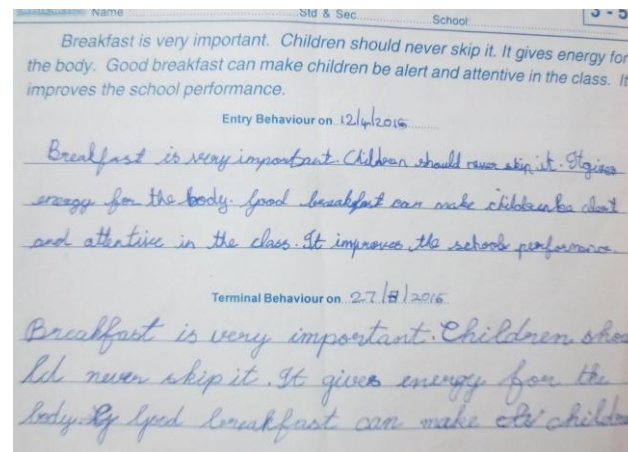 Name Std & Sec. School 3 - 5
Breakfast is very important. Children should never skip it. It gives energy for
the body. Good breakfast can make children be alert and attentive in the class. It
improves the school performance.
Entry Behaviour on 12/4/2016
Breakfast is very important. Children should never skip it. It gives
energy for the body. Good breakfast can make children be alert
and attentive in the class. It improves the school performance.
Terminal Behaviour on 27/8/2016
Breakfast is very important. Children shou
ld never skip it. It gives energy for the
body. Good breakfast can make childre